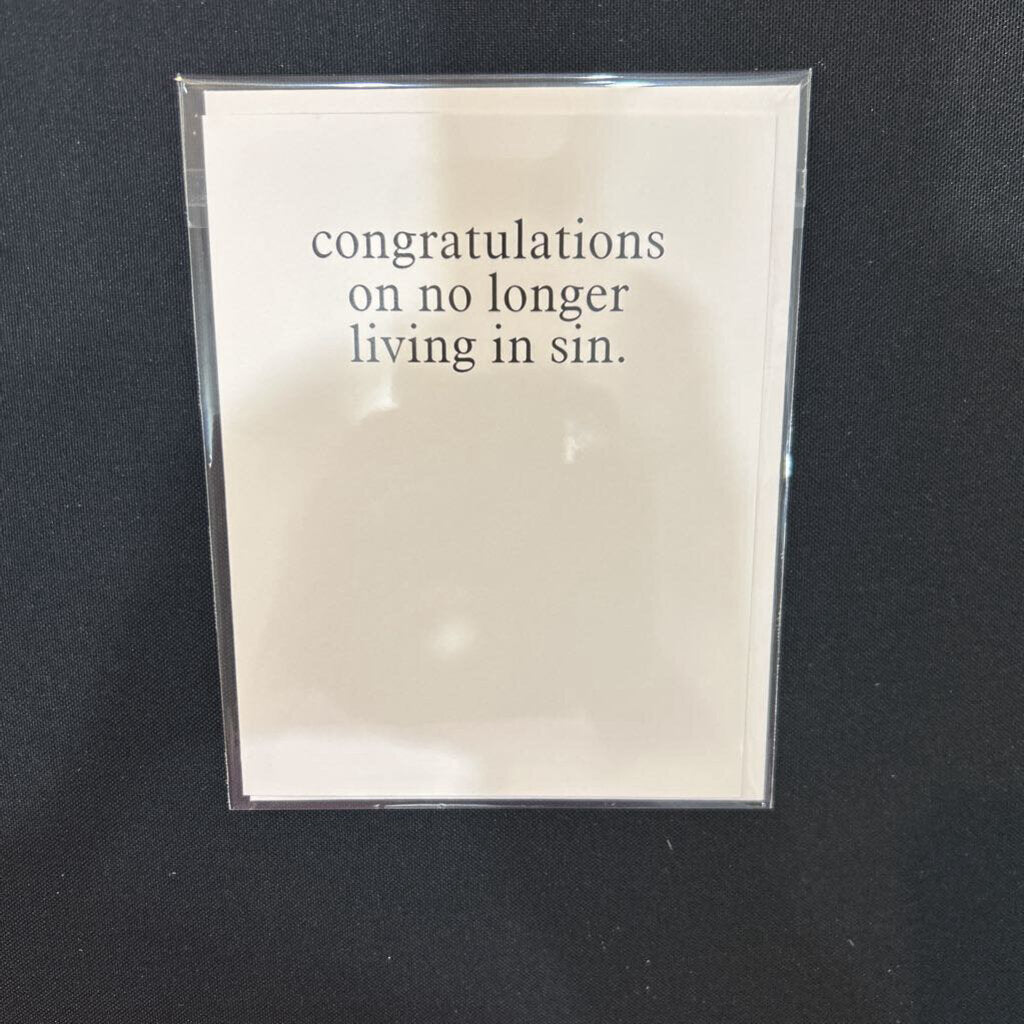 congratulations
on no longer
living in sin.